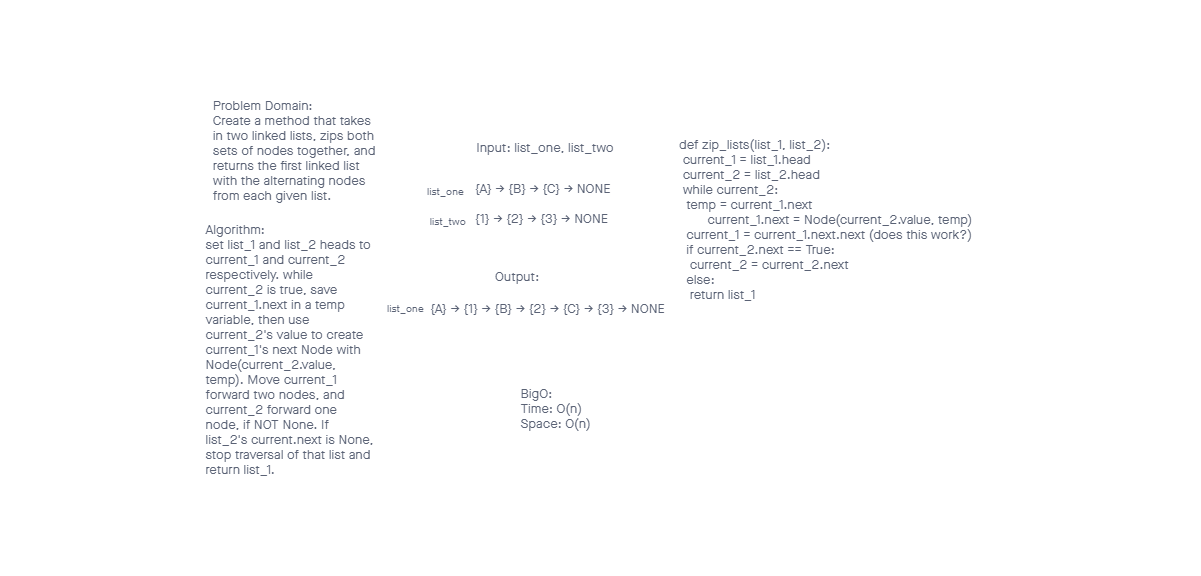 Problem Domain:
Create a method that takes
in two linked lists, zips both
sets of nodes together, and
returns the first linked list
with the alternating nodes
from each given list.
Algorithm:
set list_1 and list_2 heads to
current_1 and current_2
respectively. while
current_2 is true, save
current_1.next in a temp
variable, then use
current_2's value to create
current_1's next Node with
Node(current_2.value,
temp). Move current_1
forward two nodes, and
current_2 forward one
node, if NOT None. If
list_2's current.next is None,
stop traversal of that list and
return list_1.
Input: list_one, list_two
list_one {A} → {B} → {C} → NONE
list_two {1} → {2} → {3} → NONE
Output:
list_one {A} → {1} → {B} → {2} → {C} → {3} → NONE
BigO:
Time: O(n)
Space: O(n)
def zip_lists(list_1, list_2):
current_1 = list_1.head
current_2 = list_2.head
while current_2:
temp = current_1.next
current_1.next = Node(current_2.value, temp)
current_1 = current_1.next.next (does this work?)
if current_2.next == True:
current_2 = current_2.next
else:
return list_1